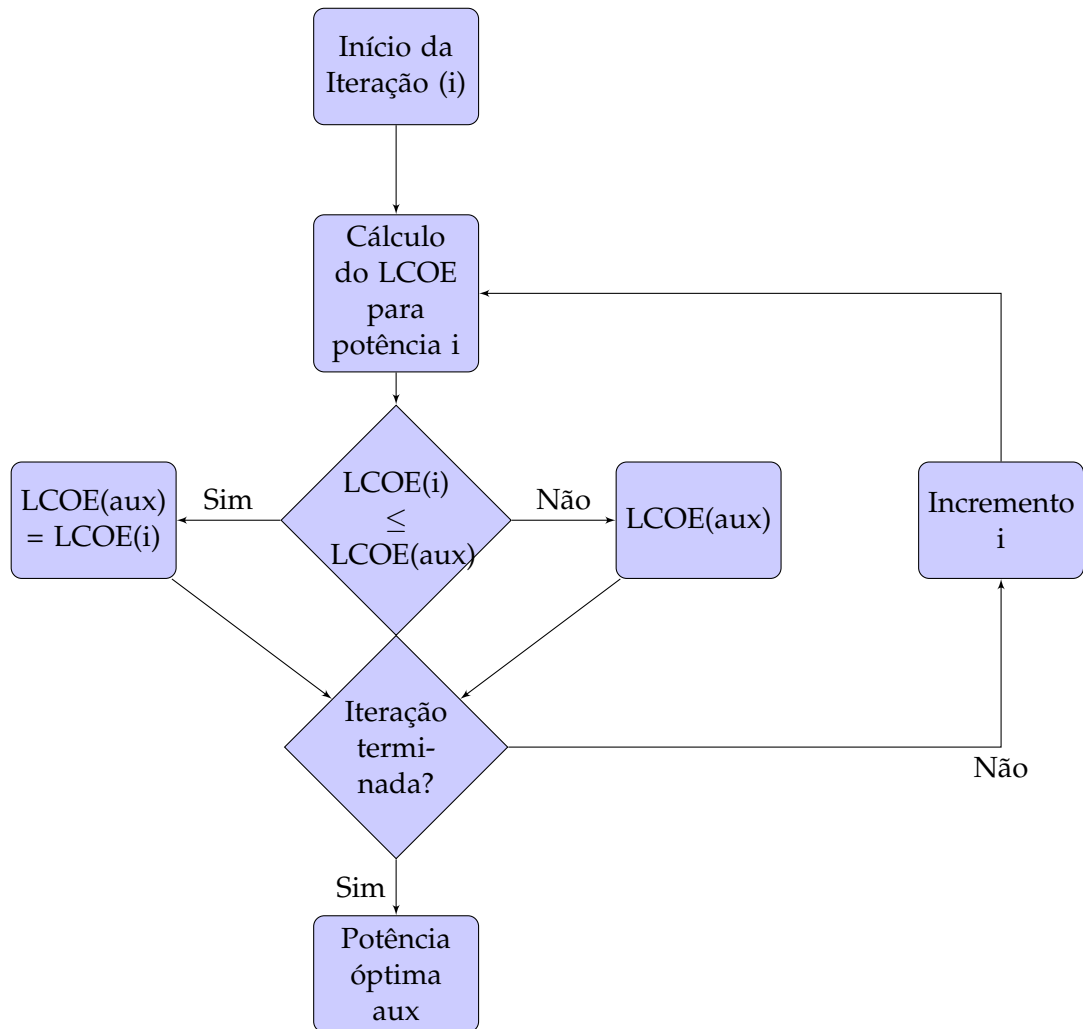 Início da
Iteração (i)
Cálculo
do LCOE
para
potência i
LCOE(i)
≤
LCOE(aux)
Sim
LCOE(aux)
= LCOE(i)
Não
LCOE(aux)
Incremento
i
Iteração
termi-
nada?
Não
Sim
Potência
óptima
aux